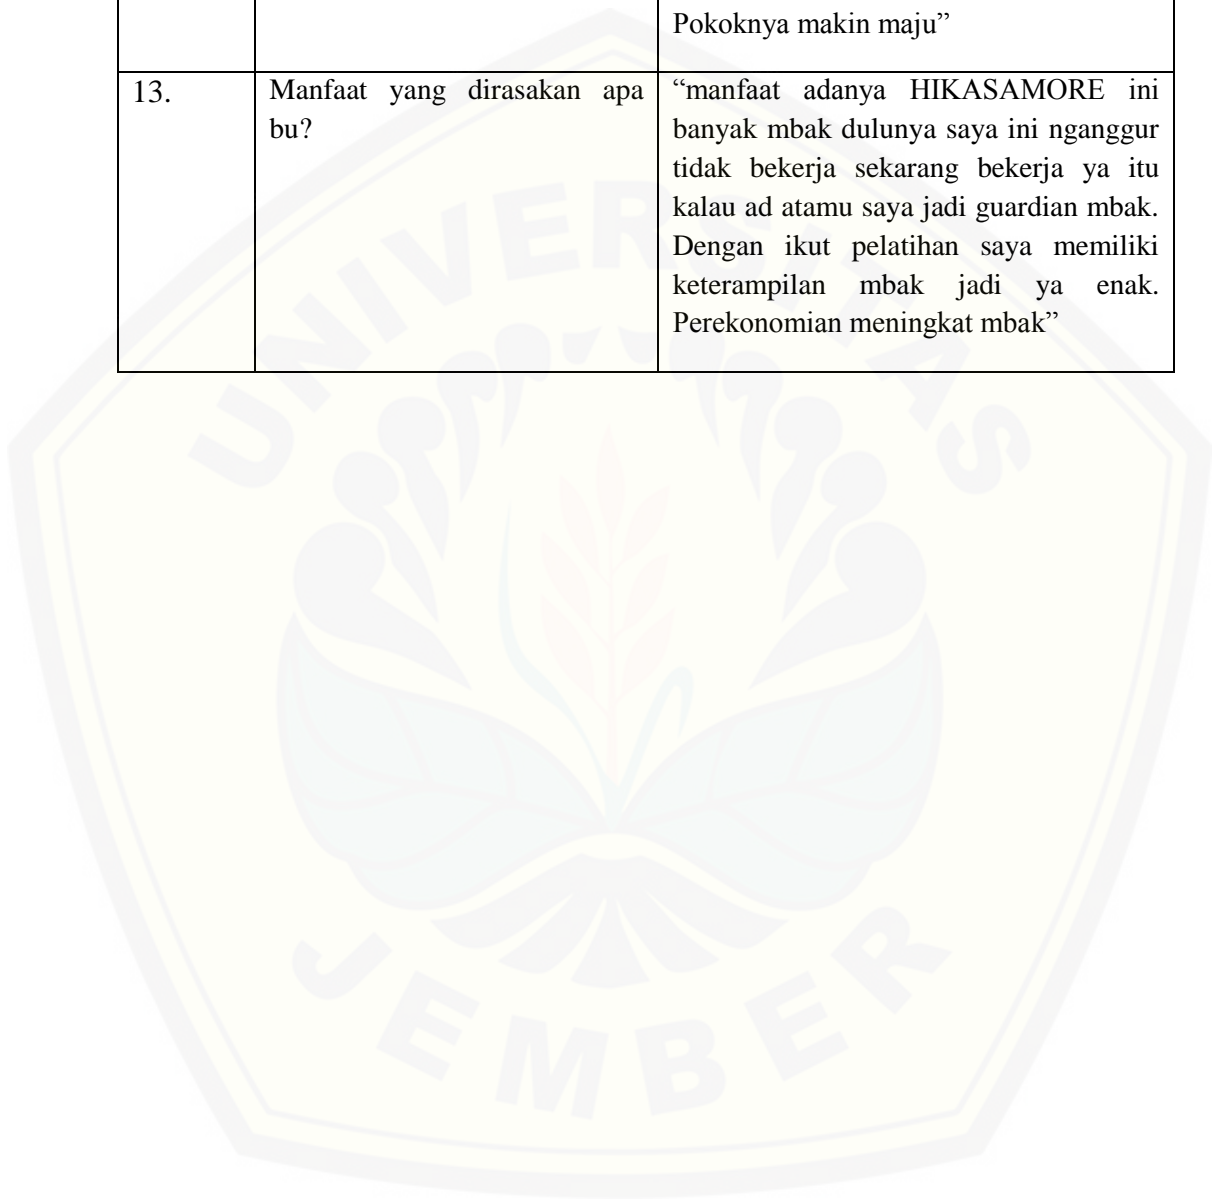 Pokoknya makin maju”
13.
Manfaat yang dirasakan apa
bu?
“manfaat adanya HIKASAMORE ini
banyak mbak dulunya saya ini nganggur
tidak bekerja sekarang bekerja ya itu
kalau ad atamu saya jadi guardian mbak.
Dengan ikut pelatihan saya memiliki
keterampilan mbak jadi ya enak.
Perekonomian meningkat mbak”
UNIVERSITAS
JEMBER